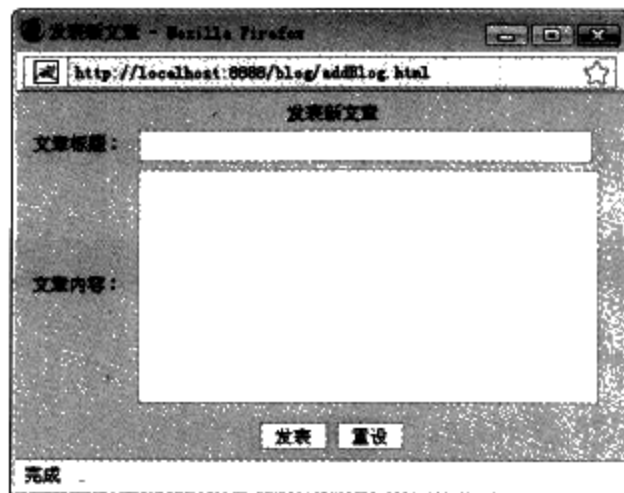 发表新文章 - Mozilla Firefox
http://localhost:8888/blog/addBlog.html
发表新文章
文章标题：
文章内容：
发表 重设
完成